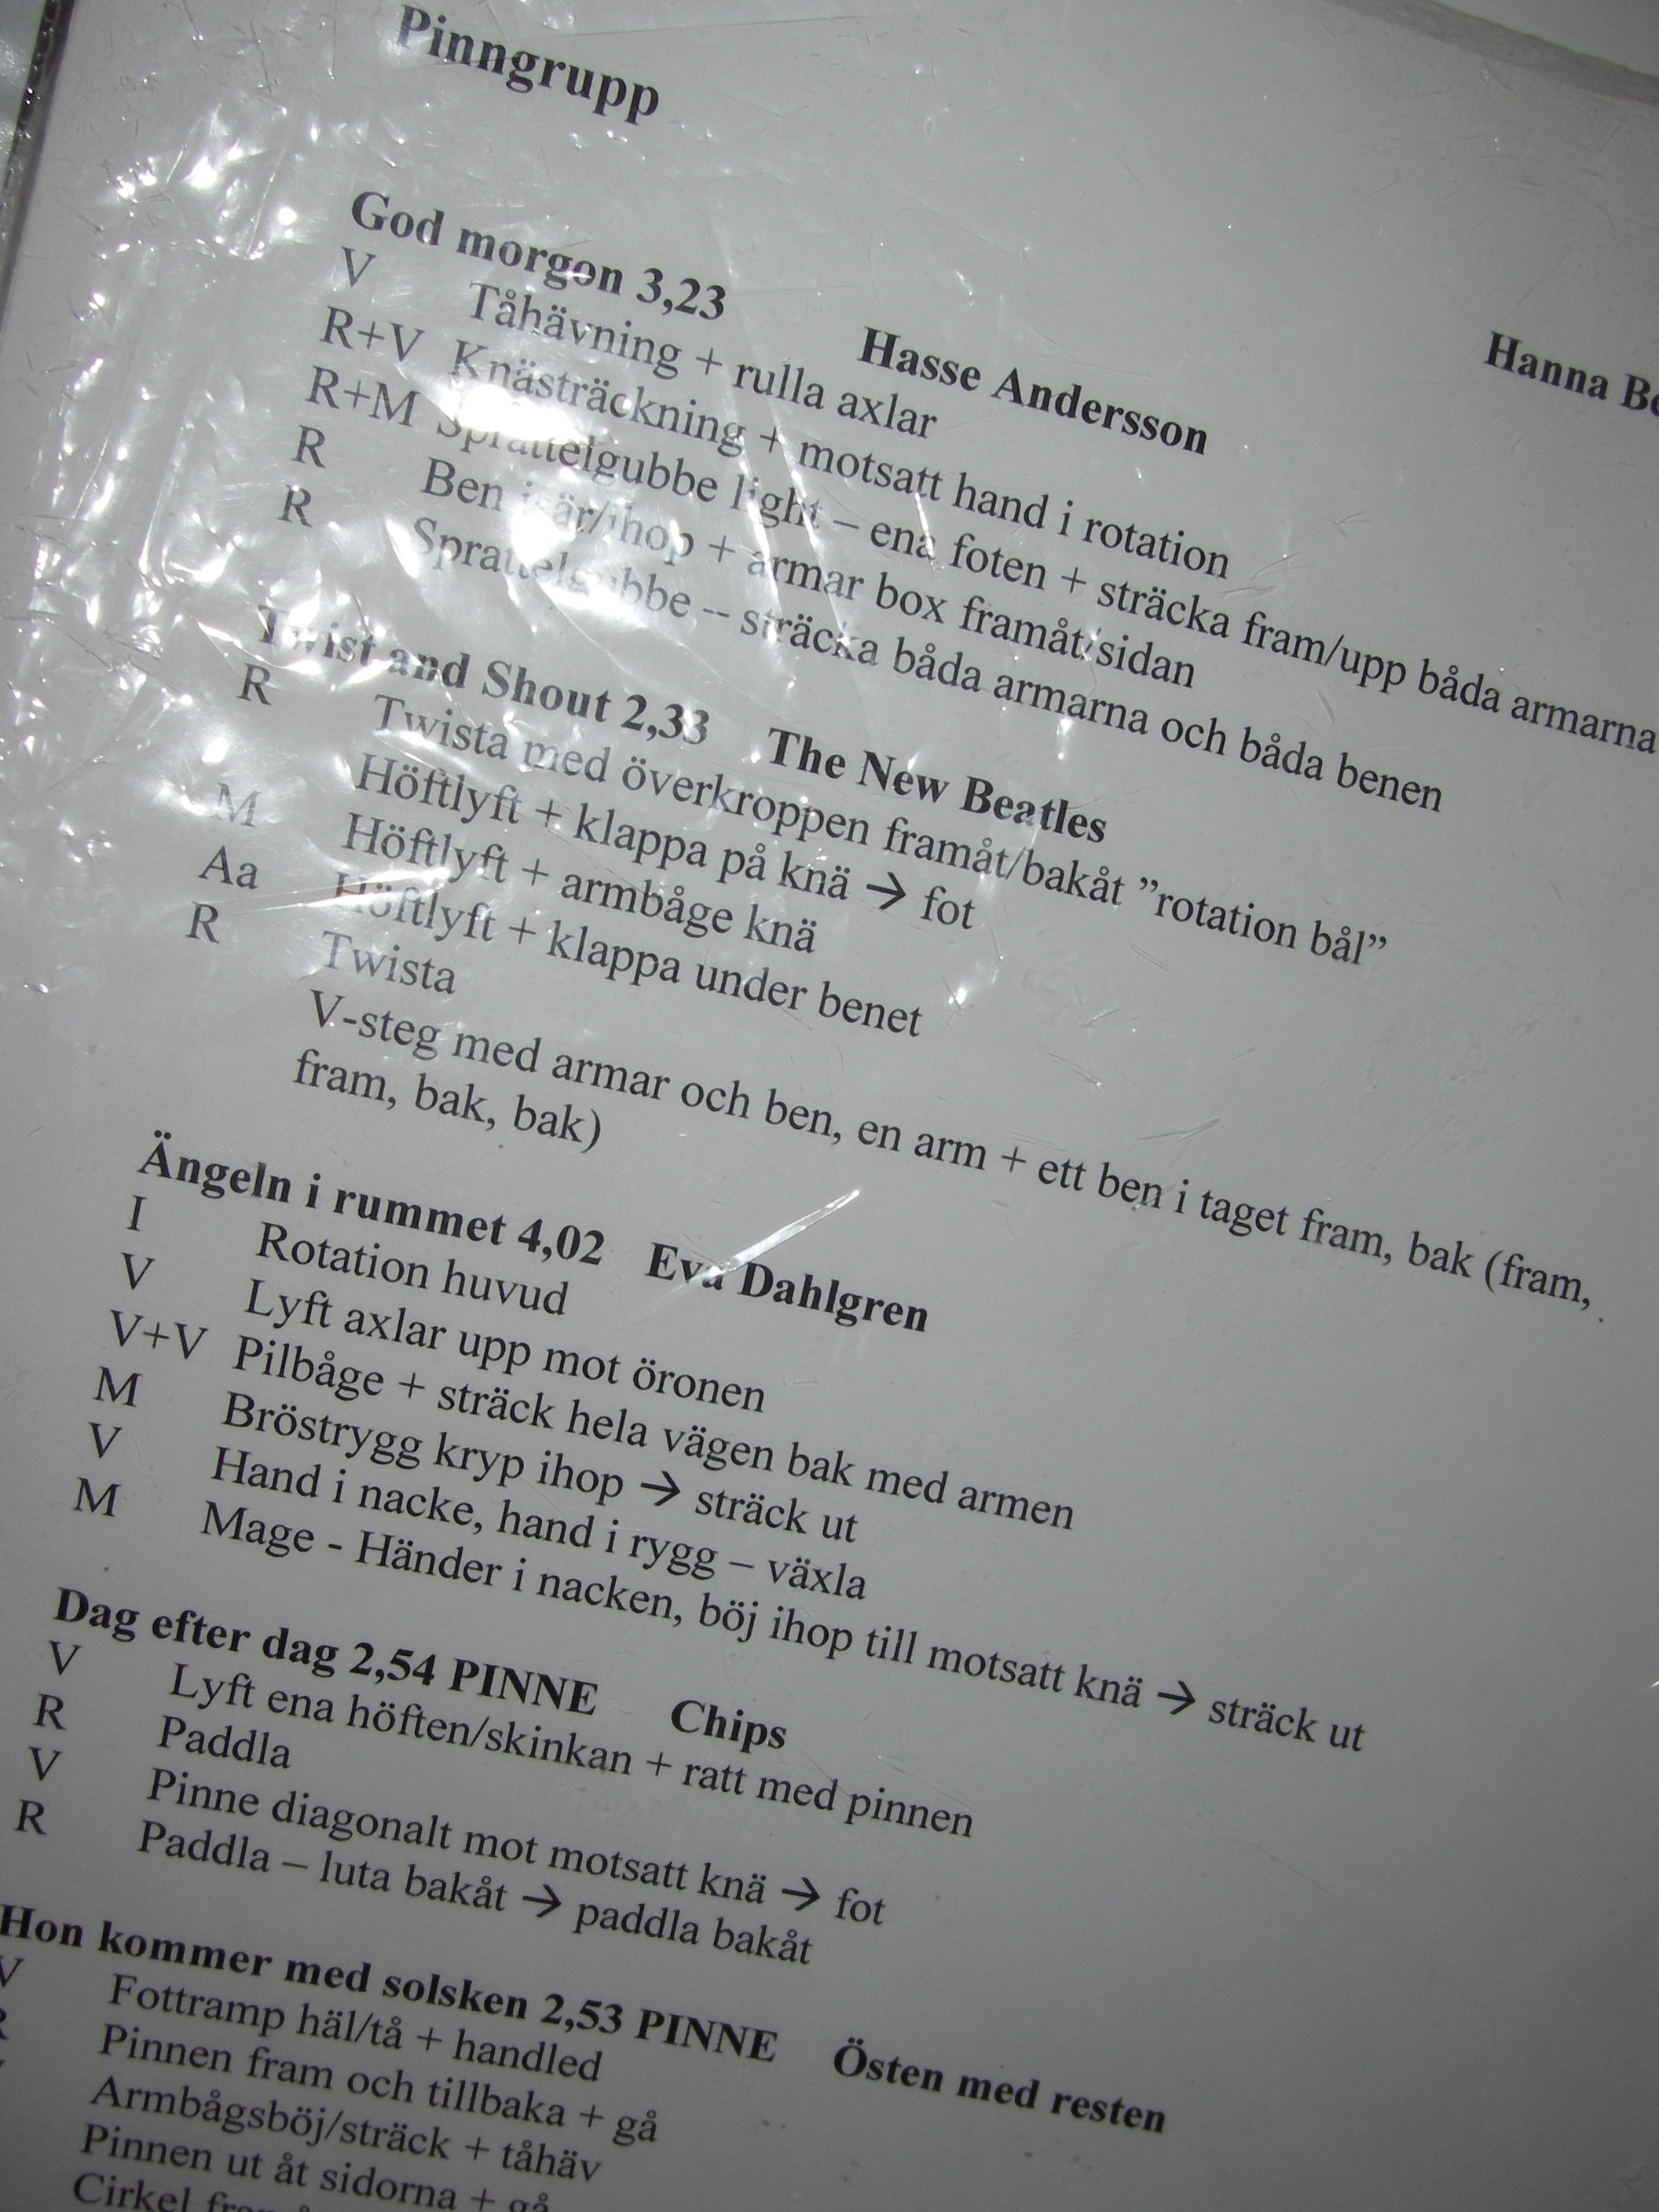 Pinngrupp
Hanna
God morgon 3,23 Hasse Andersson
V Tåhävning + rulla axlar
R+V Knästräckning + motsatt hand i rotation
R+M Sprattelgubbe light – ena foten + sträcka fram/upp båda armarna
R Ben isär/ihop + armar box framåt/sidan
R Sprattelgubbe -- sträcka båda armarna och båda benen
Twist and Shout 2,33 The New Beatles
R Twista med överkroppen framåt/bakåt ”rotation bål”
Höftlyft + klappa på knä → fot
M Höftlyft + armbåge knä
Aa Höftlyft + klappa under benet
R Twista
V-steg med armar och ben, en arm + ett ben i taget fram, bak (fram,
fram, bak, bak)
Ängeln i rummet 4,02 Eva Dahlgren
I Rotation huvud
V Lyft axlar upp mot öronen
V+V Pilbåge + sträck hela vägen bak med armen
M Bröstrygg kryp ihop → sträck ut
V Hand i nacke, hand i rygg – växla
M Mage - Händer i nacken, böj ihop till motsatt knä → sträck ut
Dag efter dag 2,54 PINNE Chips
V Lyft ena höften/skinkan + ratt med pinnen
R Paddla
V Pinne diagonalt mot motsatt knä → fot
R Paddla – luta bakåt → paddla bakåt
Hon kommer med solsken 2,53 PINNE Östen med resten
V Fottramp häl/tå + handled
Pinnen fram och tillbaka + gå
Armbågsböj/sträck + tåhäv
Pinnen ut åt sidorna + gå
Cirkel